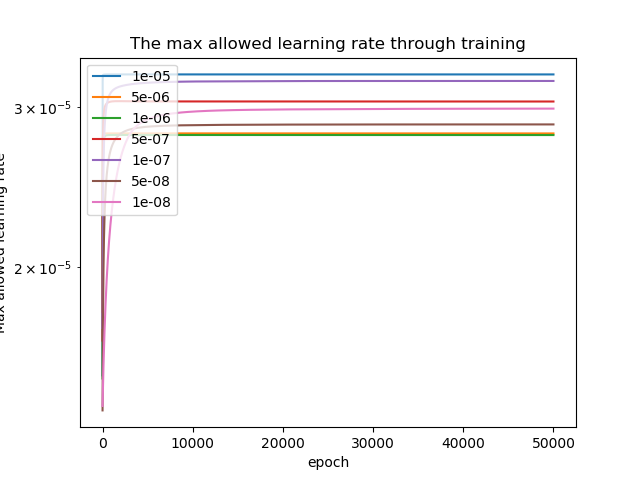 The max allowed learning rate through training
1e-05
5e-06
1e-06
5e-07
1e-07
5e-08
1e-08
3 × 10⁻⁵
2 × 10⁻⁵
Max allowed learning rate
0 10000 20000 30000 40000 50000
epoch